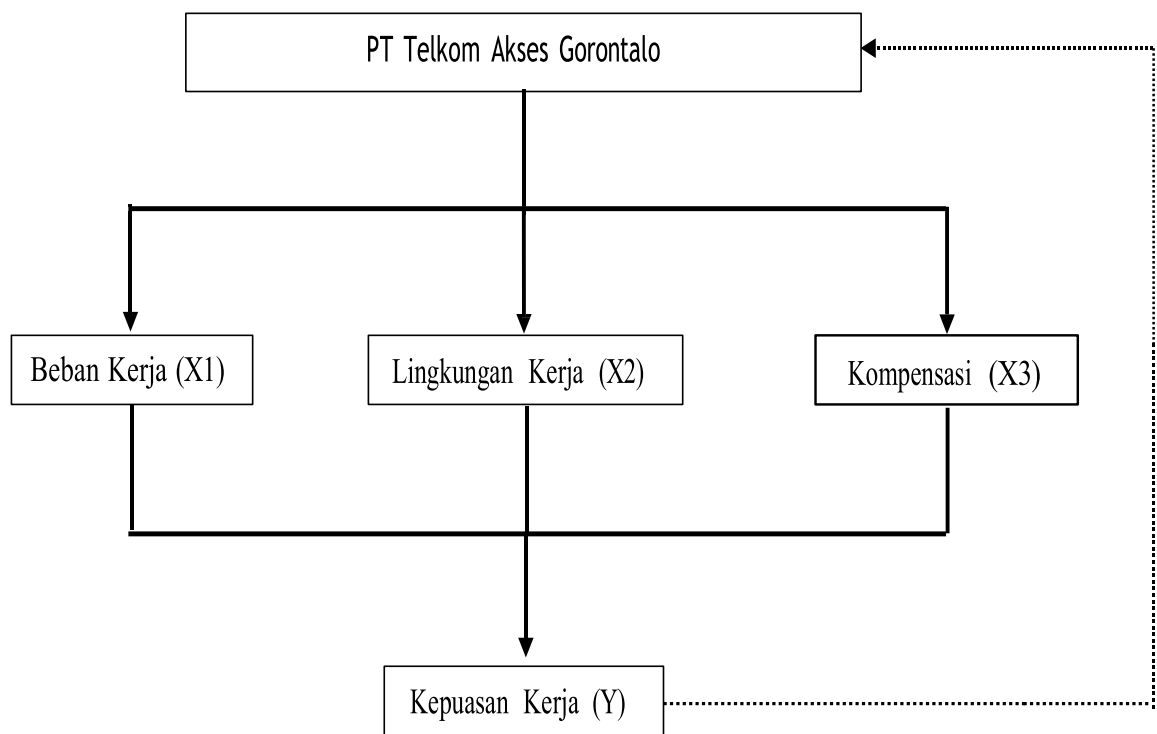 PT Telkom Akses Gorontalo
Beban Kerja (X1)
Lingkungan Kerja (X2)
Kompensasi (X3)
Kepuasan Kerja (Y)